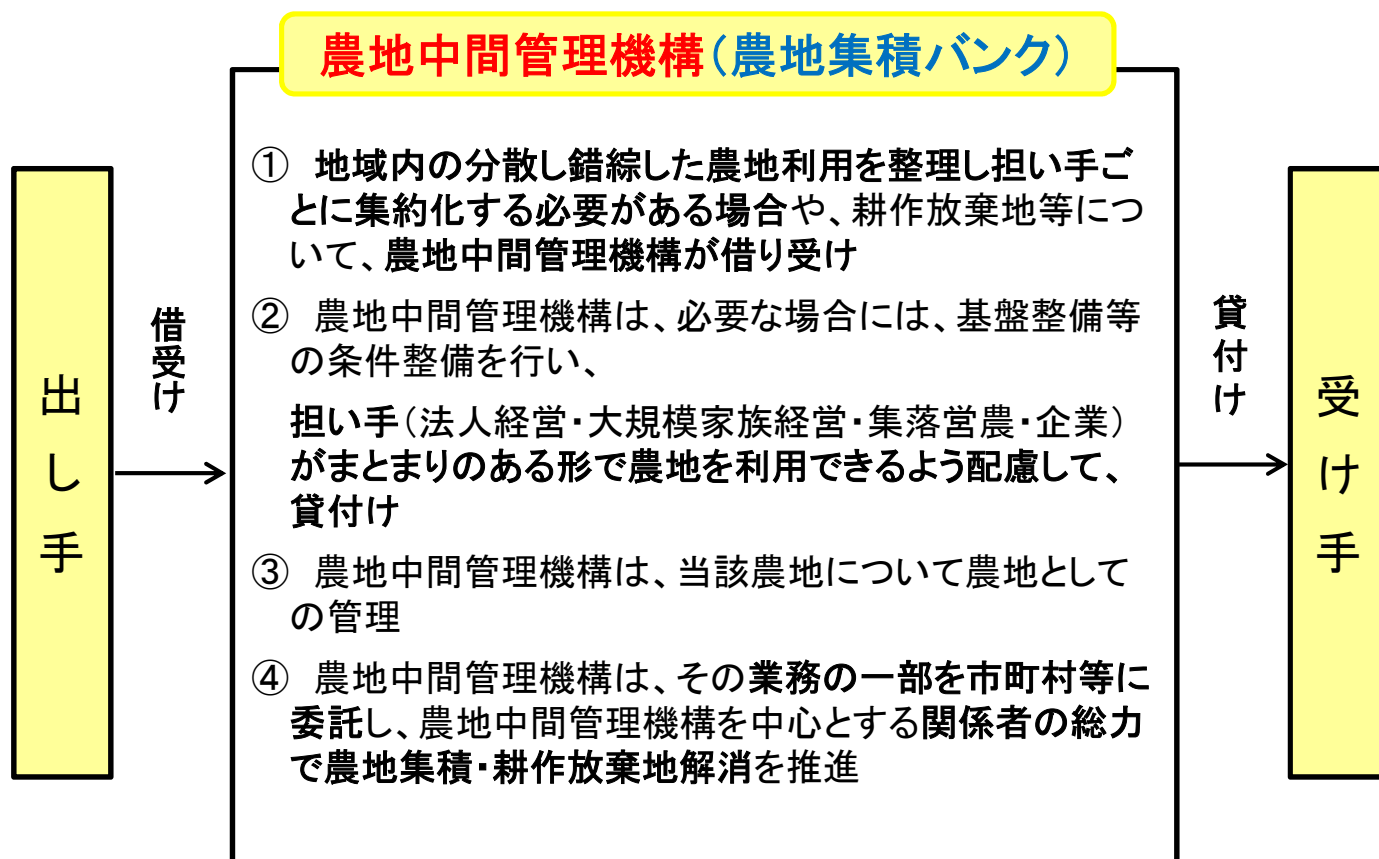 農地中間管理機構(農地集積バンク)
出し手
借受け
① 地域内の分散し錯綜した農地利用を整理し担い手ご
とに集約化する必要がある場合や、耕作放棄地等につ
いて、農地中間管理機構が借り受け
② 農地中間管理機構は、必要な場合には、基盤整備等
の条件整備を行い、
担い手(法人経営・大規模家族経営・集落営農・企業)
がまとまりのある形で農地を利用できるよう配慮して、
貸付け
③ 農地中間管理機構は、当該農地について農地として
の管理
④ 農地中間管理機構は、その業務の一部を市町村等に
委託し、農地中間管理機構を中心とする関係者の総力
で農地集積・耕作放棄地解消を推進
貸付け
受け手